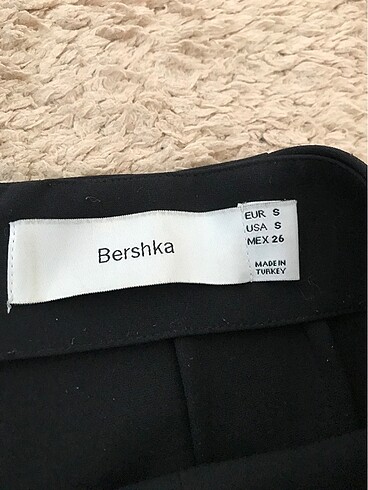 Bershka
EUR S
USA S
MEX 26
MADE IN
TURKEY